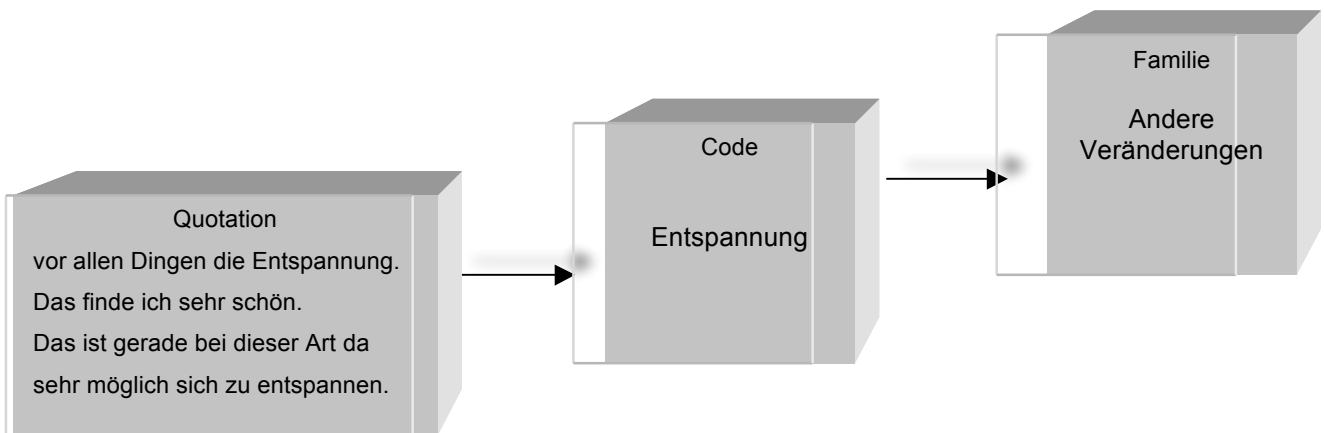 Quotation
vor allen Dingen die Entspannung.
Das finde ich sehr schön.
Das ist gerade bei dieser Art da
sehr möglich sich zu entspannen.
Code
Entspannung
Familie
Andere
Veränderungen